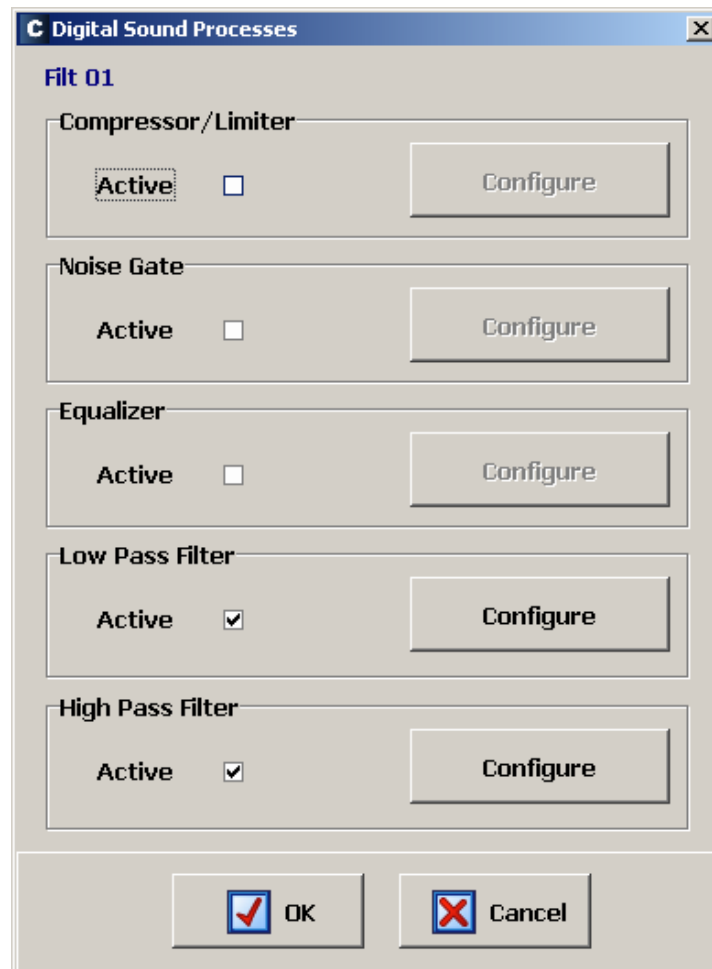 C Digital Sound Processes
Filt 01
Compressor/Limiter
Active Configure
Noise Gate
Active Configure
Equalizer
Active Configure
Low Pass Filter
Active Configure
High Pass Filter
Active Configure
OK Cancel